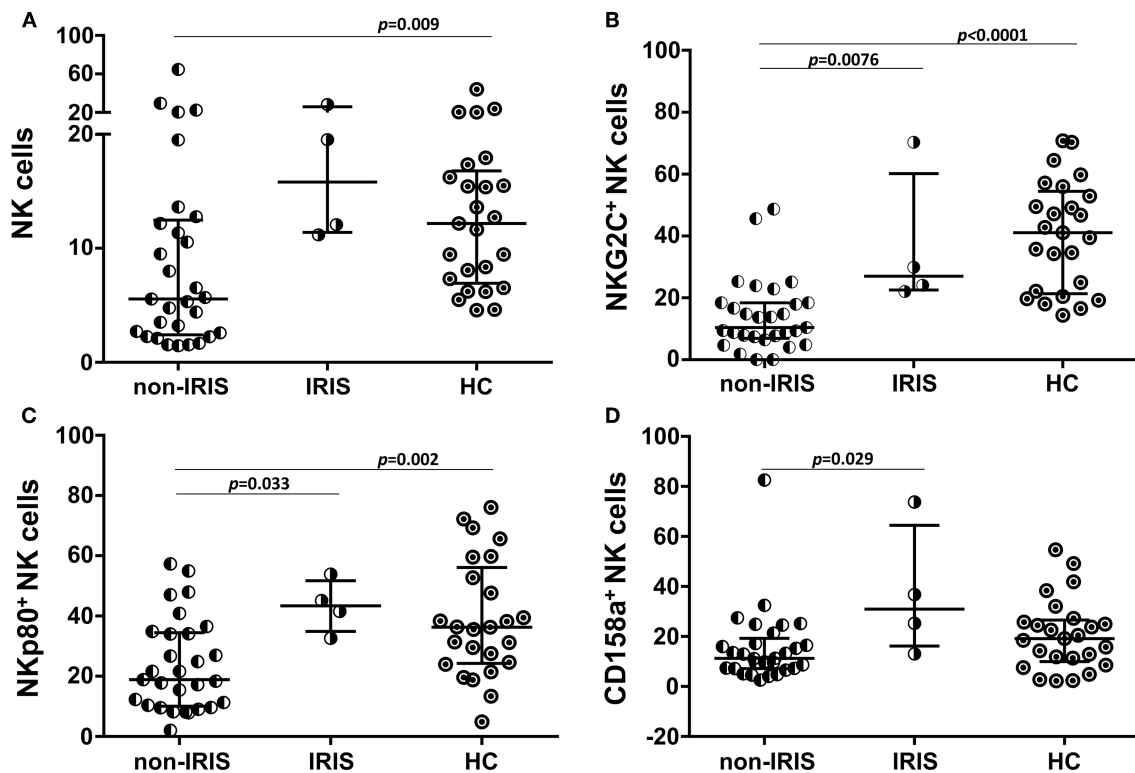 A
p=0.009
NK cells
100
60
20
20
10
0
non-IRIS IRIS HC
B
p<0.0001
p=0.0076
NKG2C⁺ NK cells
100
80
60
40
20
0
non-IRIS IRIS HC
C
p=0.002
p=0.033
NKp80⁺ NK cells
100
80
60
40
20
0
non-IRIS IRIS HC
D
p=0.029
CD158a⁺ NK cells
100
80
60
40
20
0
-20
non-IRIS IRIS HC